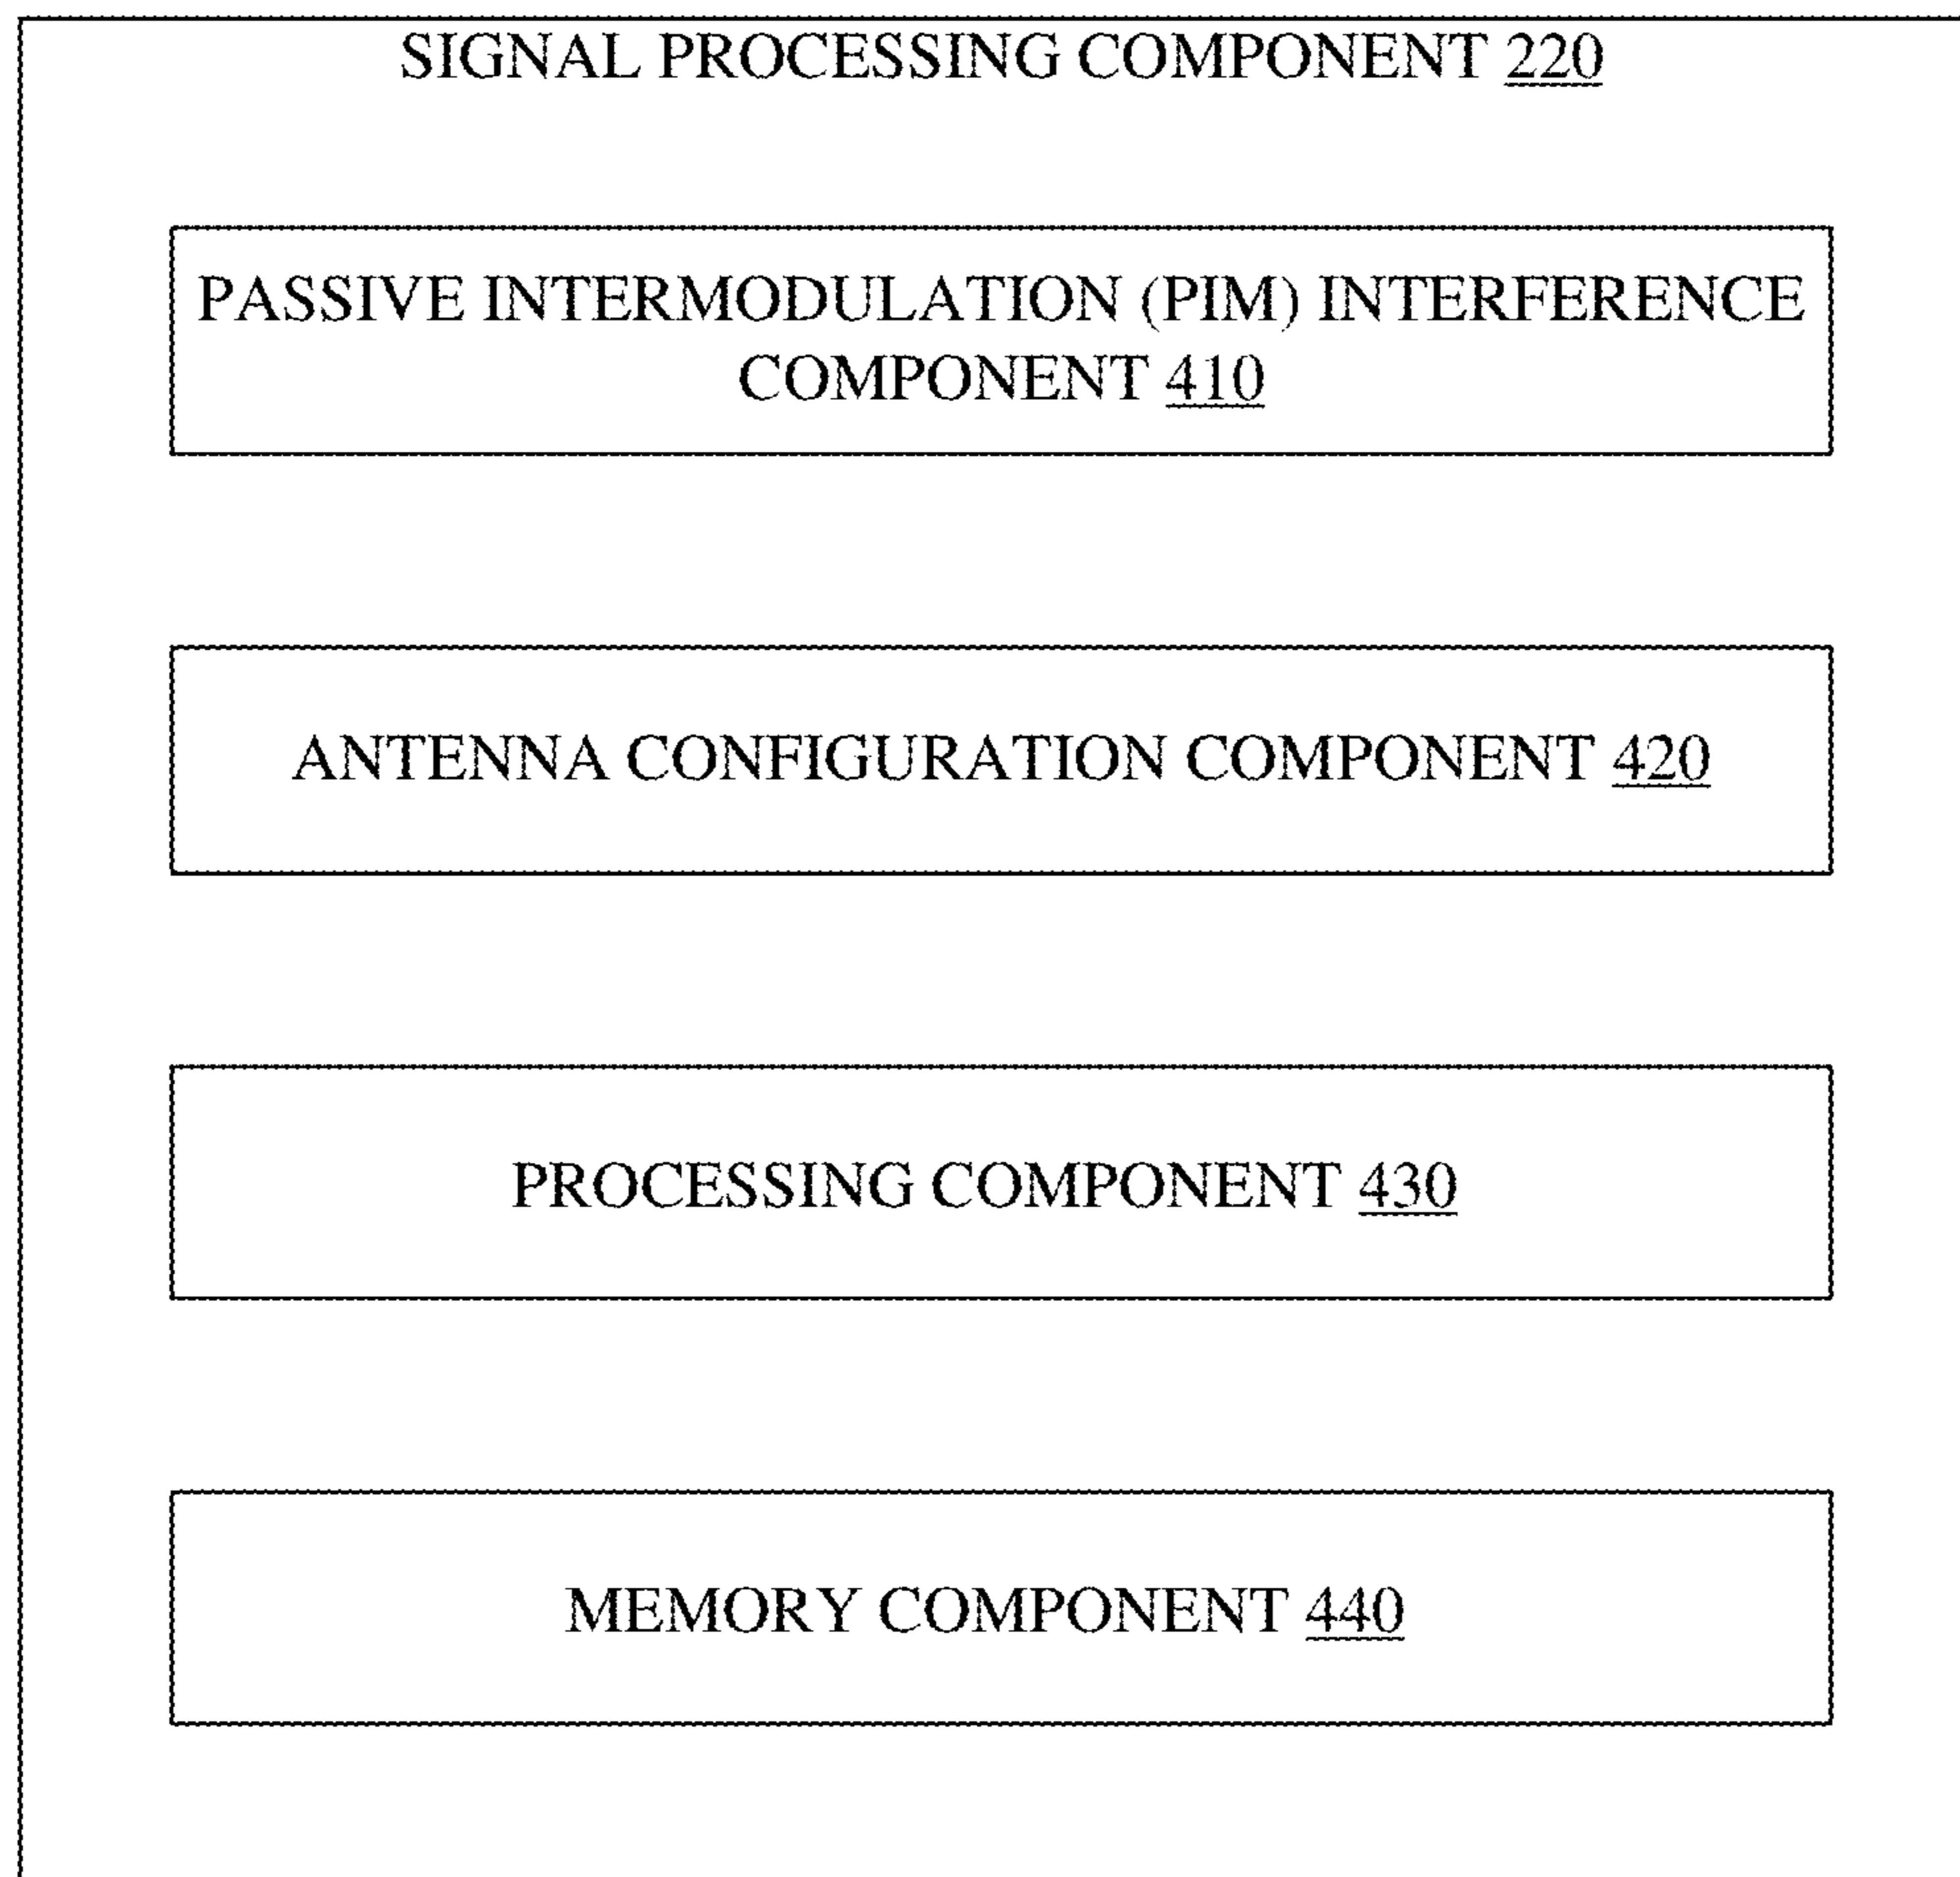 SIGNAL PROCESSING COMPONENT 220
PASSIVE INTERMODULATION (PIM) INTERFERENCE
COMPONENT 410
ANTENNA CONFIGURATION COMPONENT 420
PROCESSING COMPONENT 430
MEMORY COMPONENT 440